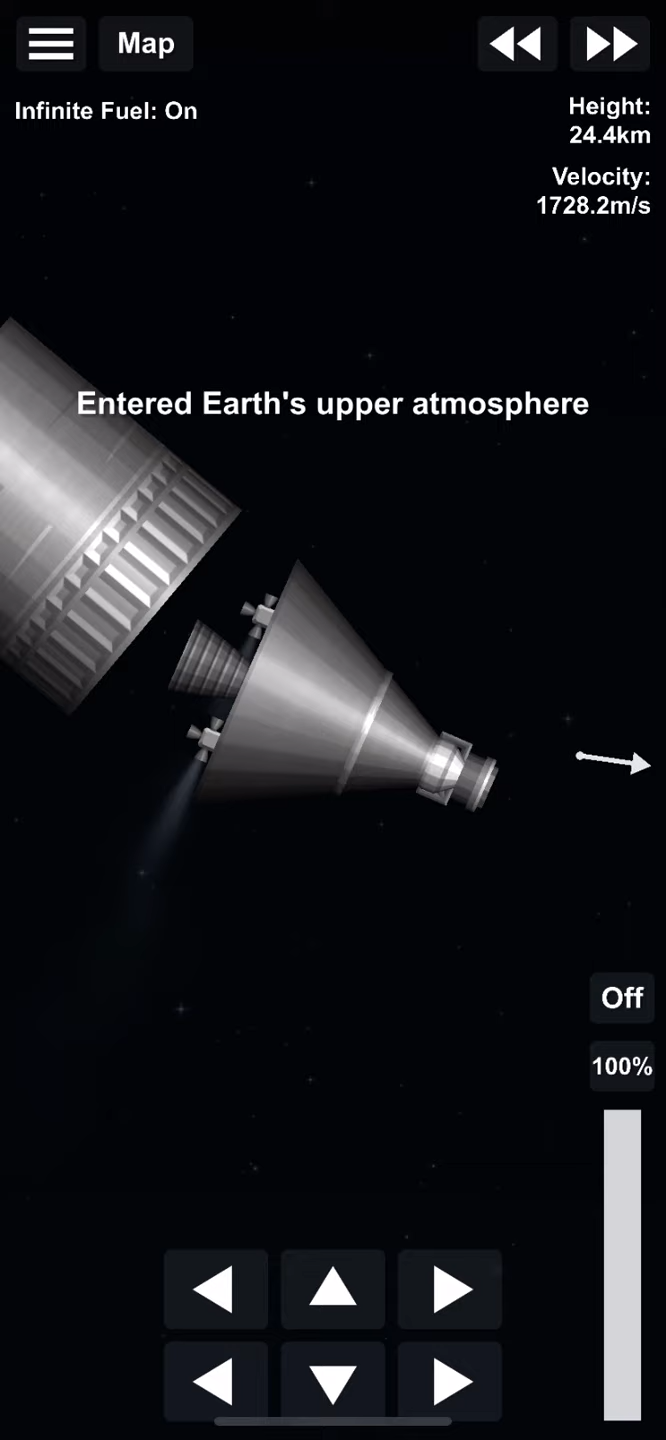 Map
Infinite Fuel: On
Height:
24.4km
Velocity:
1728.2m/s
Entered Earth's upper atmosphere
Off
100%